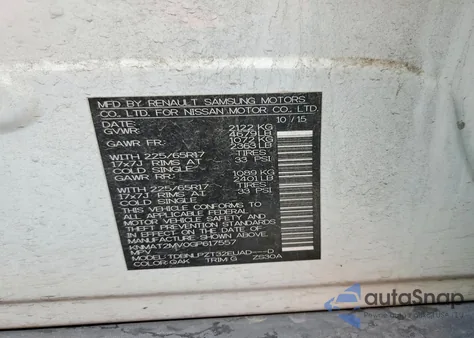 MFD. BY RENAULT SAMSUNG MOTORS
CO., LTD. FOR NISSAN MOTOR CO., LTD.
DATE: 10 / 15
GVWR: 2122 KG
4673 LB
GAWR FR: 1072 KG
2363 LB
WITH 225/65R17 TIRES
17x7J RIMS AT 33 PSI
COLD SINGLE
GAWR RR: 1089 KG
2401 LB
WITH 225/65R17 TIRES
17x7J RIMS AT 33 PSI
COLD SINGLE
THIS VEHICLE CONFORMS TO
ALL APPLICABLE FEDERAL
MOTOR VEHICLE SAFETY AND
THEFT PREVENTION STANDARDS
IN EFFECT ON THE DATE OF
MANUFACTURE SHOWN ABOVE.
KNMAT2MV0GP617557
MPV
MODEL:TDBNLPZT32EUAD----D
COLOR:QAK TRIM:G ZS30A
autoSnap